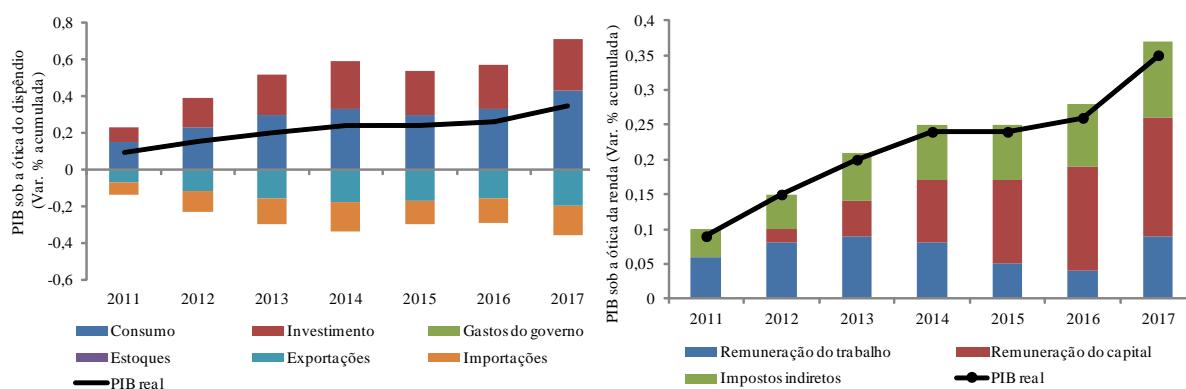 PIB sob a ótica do dispêndio
(Var. % acumulada)
0,8
0,6
0,4
0,2
0
-0,2
-0,4
-0,6
2011 2012 2013 2014 2015 2016 2017
Consumo Investimento Gastos do governo
Estoques Exportações Importações
PIB real
PIB sob a ótica da renda (Var. % acumulada)
0,4
0,35
0,3
0,25
0,2
0,15
0,1
0,05
0
2011 2012 2013 2014 2015 2016 2017
Remuneração do trabalho Remuneração do capital
Impostos indiretos PIB real